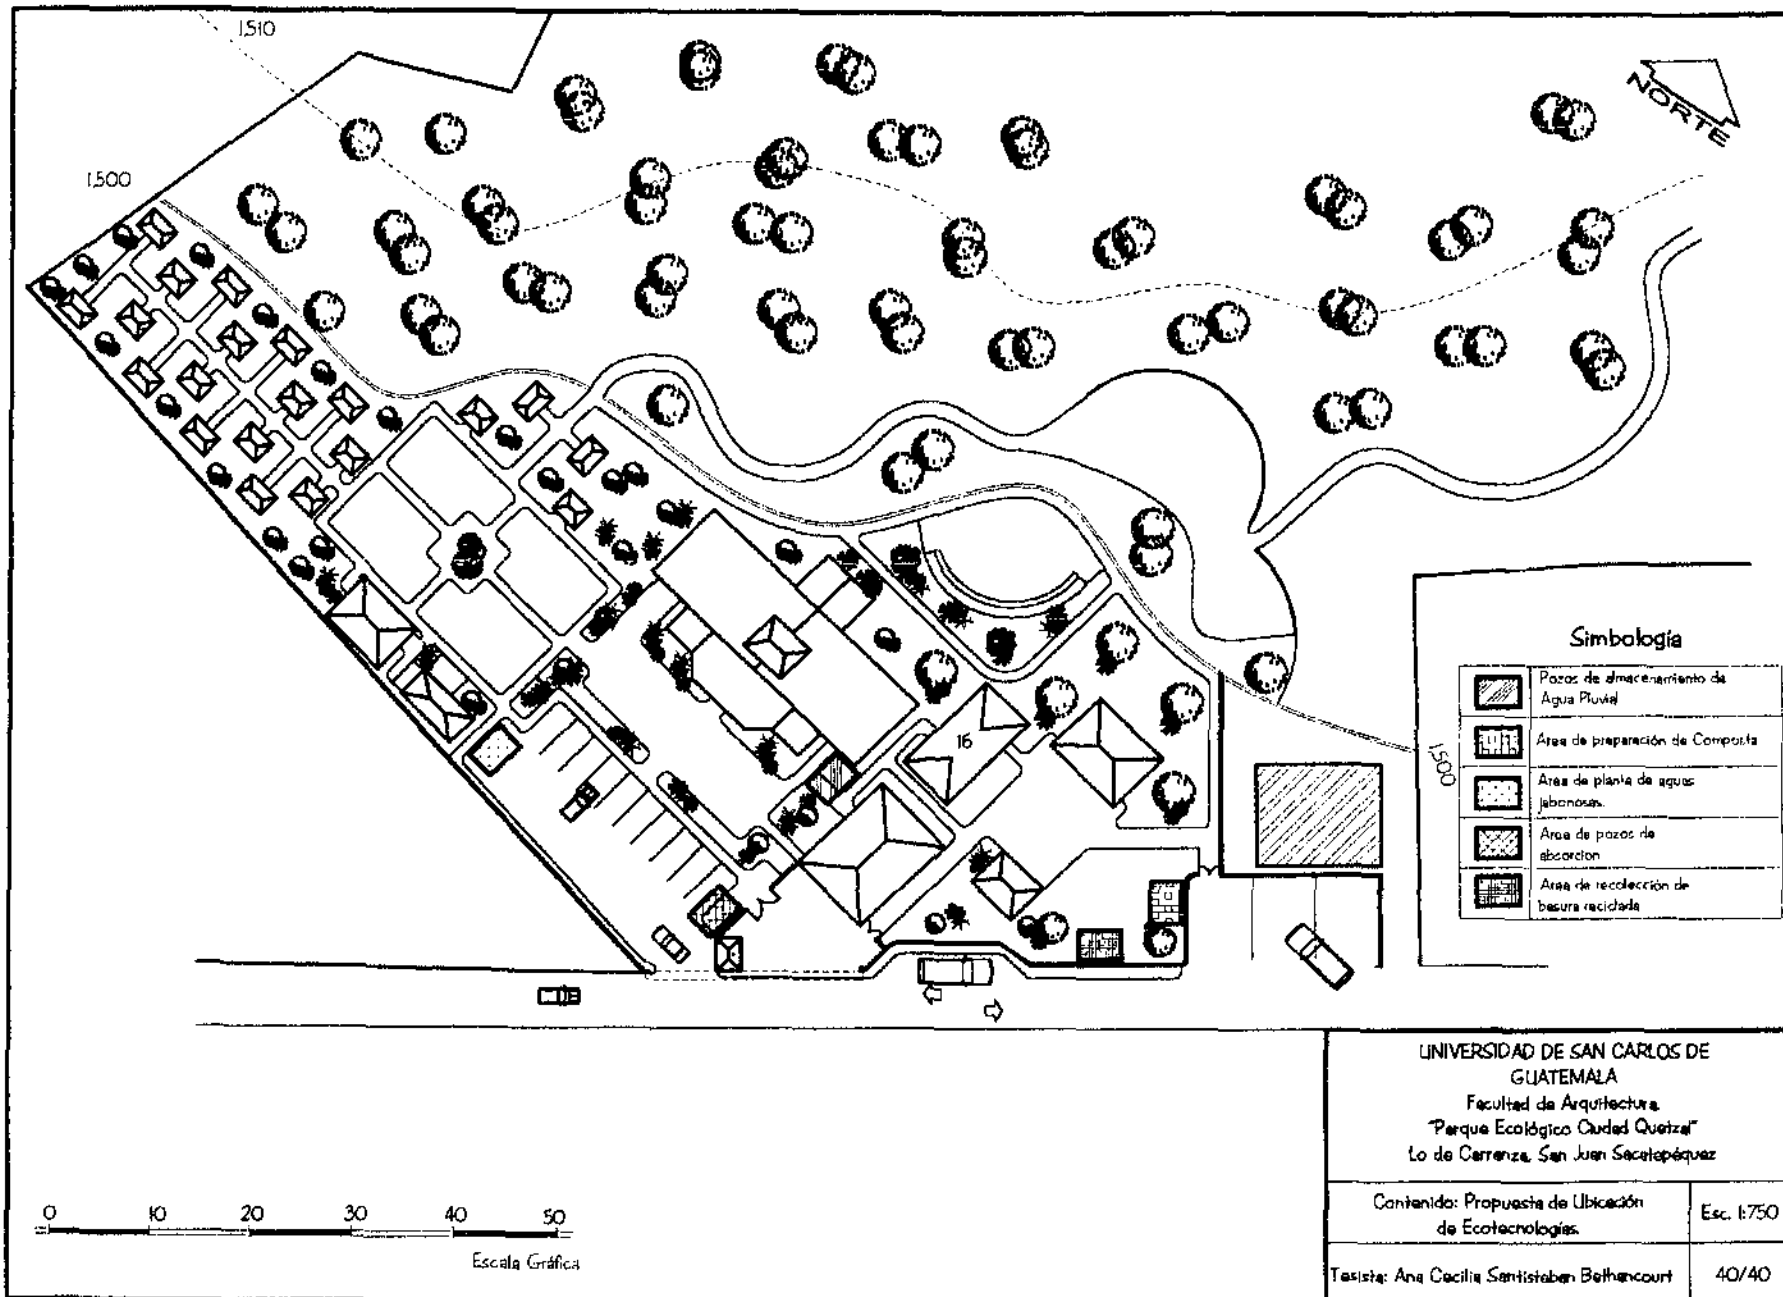 1,510
1,500
NORTE
16
1,500
Simbología
Pozos de almacenamiento de
Agua Pluvial
Area de preparación de Composta
Area de planta de aguas
jabonosas.
Area de pozos de
absorcion
Area de recolección de
basura reciclada
UNIVERSIDAD DE SAN CARLOS DE
GUATEMALA
Facultad de Arquitectura
"Parque Ecológico Ciudad Quetzal"
Lo de Carranza, San Juan Sacatepéquez
Contenido: Propuesta de Ubicación
de Ecotecnologías.
Esc. 1:750
Tesista: Ana Cecilia Santisteban Bethancourt
40/40
0 10 20 30 40 50
Escala Gráfica